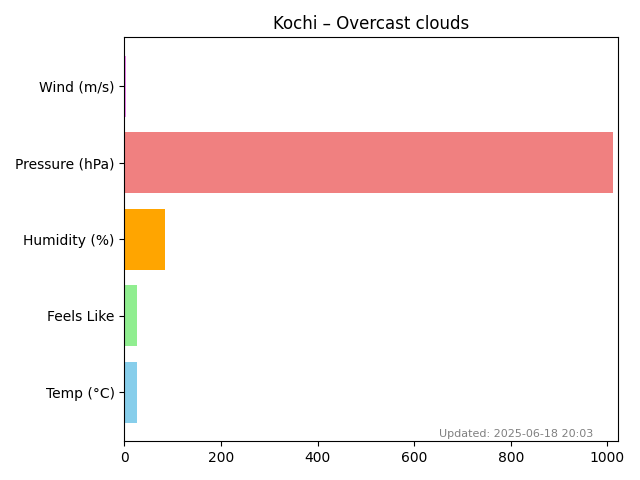 Kochi – Overcast clouds
Wind (m/s)
Pressure (hPa)
Humidity (%)
Feels Like
Temp (°C)
Updated: 2025-06-18 20:03
0 200 400 600 800 1000